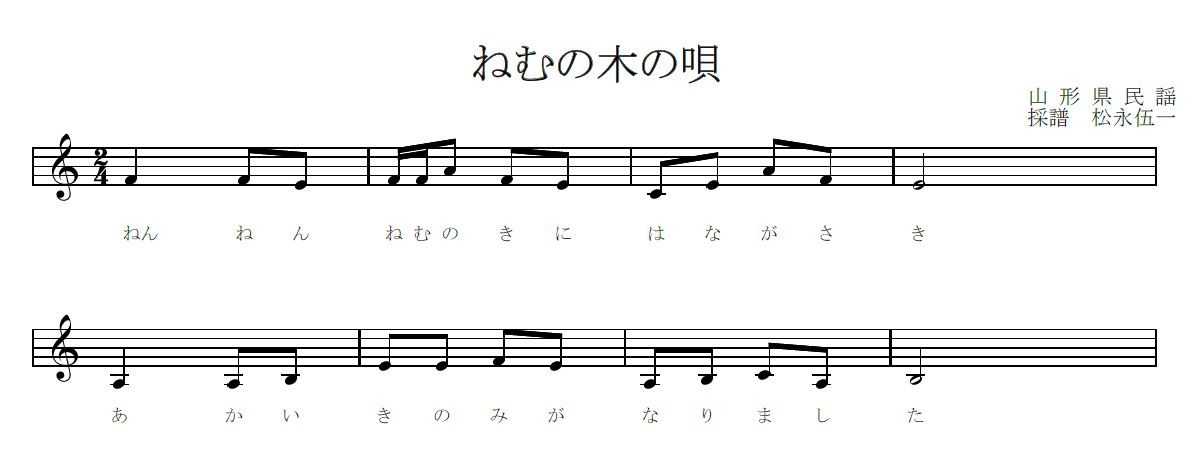 ねむの木の唄
山形県民謡
採譜 松永伍一
2
4
ねん ね ん ね む の き に は な が さ き
あ か い き の み が な り ま し た